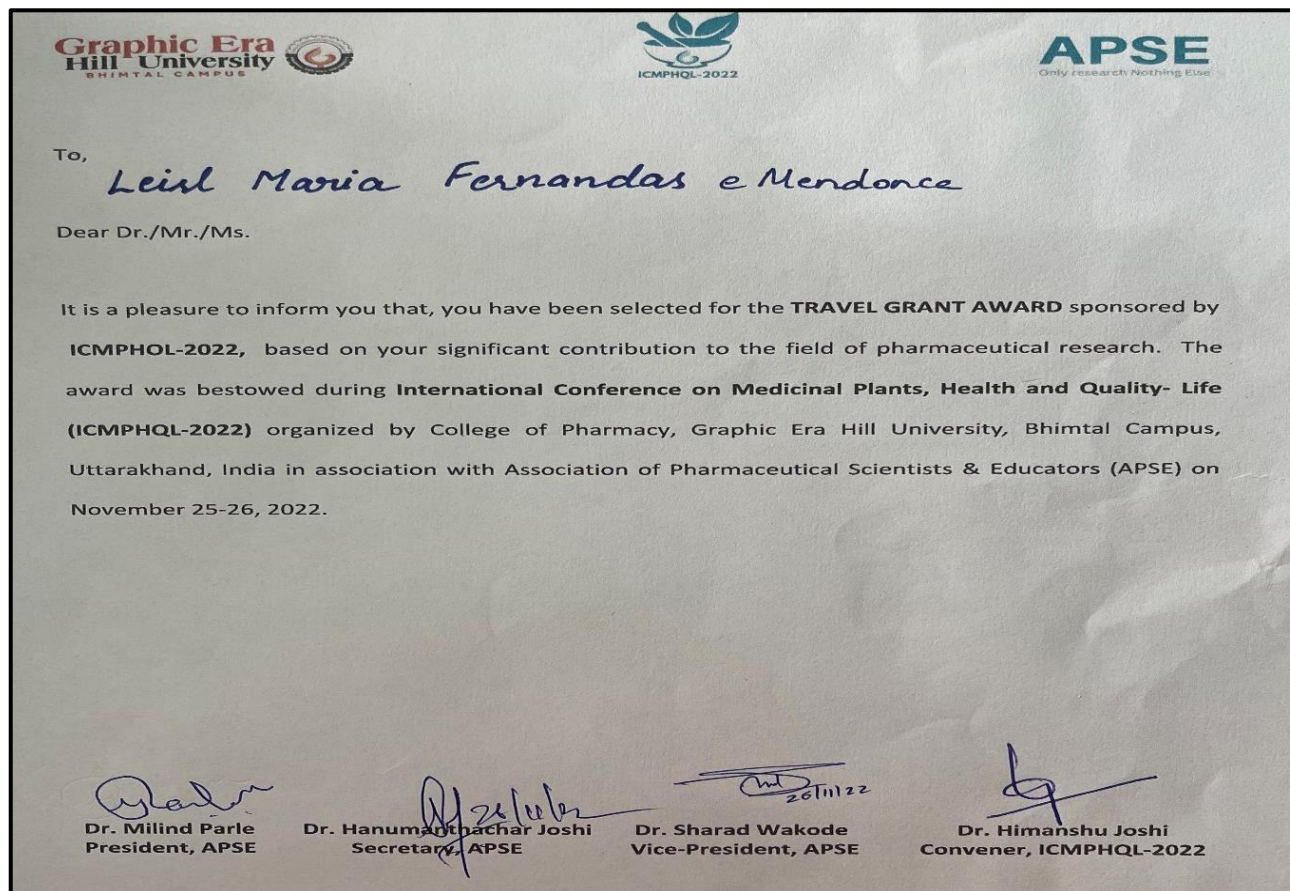 Graphic Era
Hill University
BHIMTAL CAMPUS
ICMPHQL-2022
APSE
Only research Nothing Else
To,
Leisl Maria Fernandas e Mendonce
Dear Dr./Mr./Ms.
It is a pleasure to inform you that, you have been selected for the TRAVEL GRANT AWARD sponsored by
ICMPHOL-2022, based on your significant contribution to the field of pharmaceutical research. The
award was bestowed during International Conference on Medicinal Plants, Health and Quality- Life
(ICMPHQL-2022) organized by College of Pharmacy, Graphic Era Hill University, Bhimtal Campus,
Uttarakhand, India in association with Association of Pharmaceutical Scientists & Educators (APSE) on
November 25-26, 2022.
26/11/22
Dr. Milind Parle
President, APSE
Dr. Hanumanthachar Joshi
Secretary, APSE
Dr. Sharad Wakode
Vice-President, APSE
Dr. Himanshu Joshi
Convener, ICMPHQL-2022